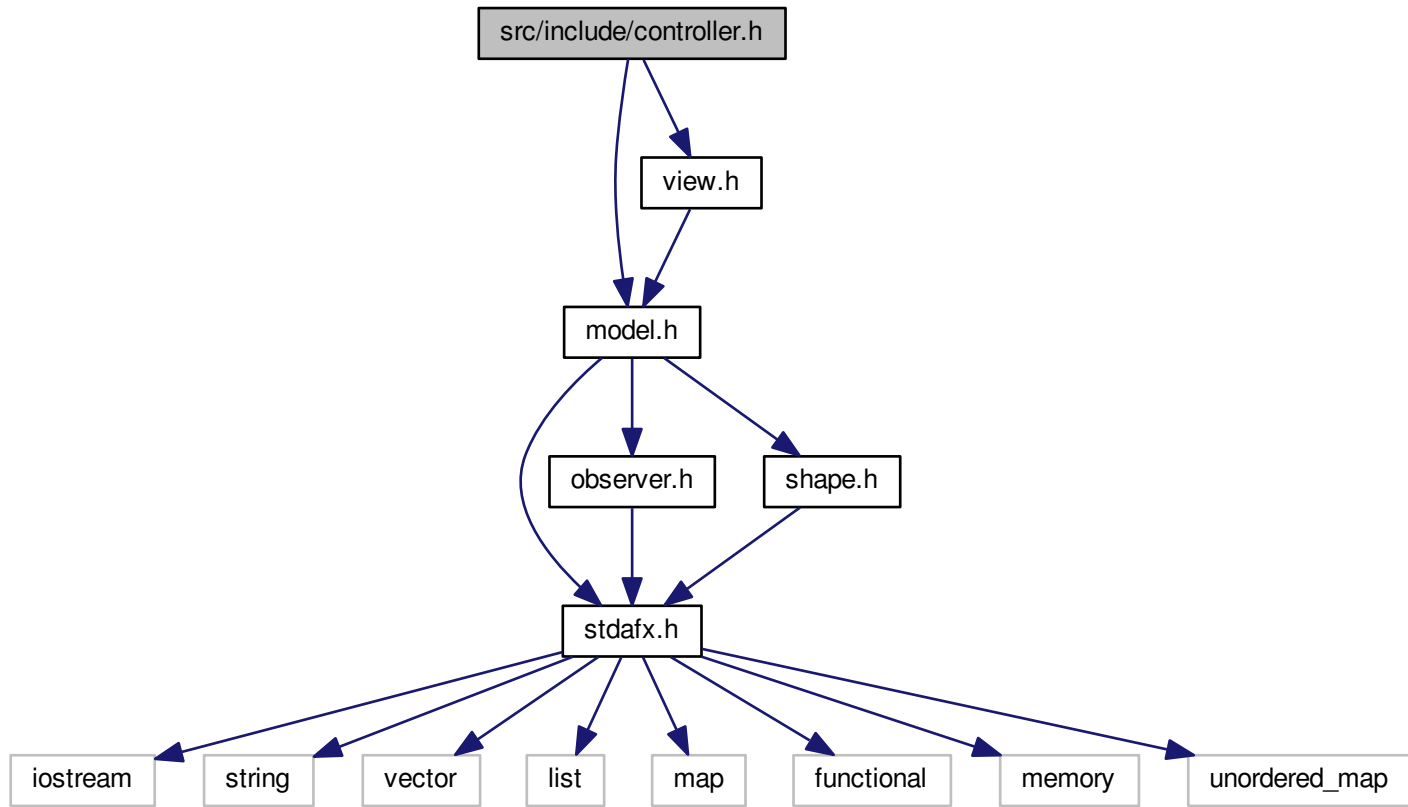 src/include/controller.h
view.h
model.h
observer.h
shape.h
stdafx.h
iostream
string
vector
list
map
functional
memory
unordered_map